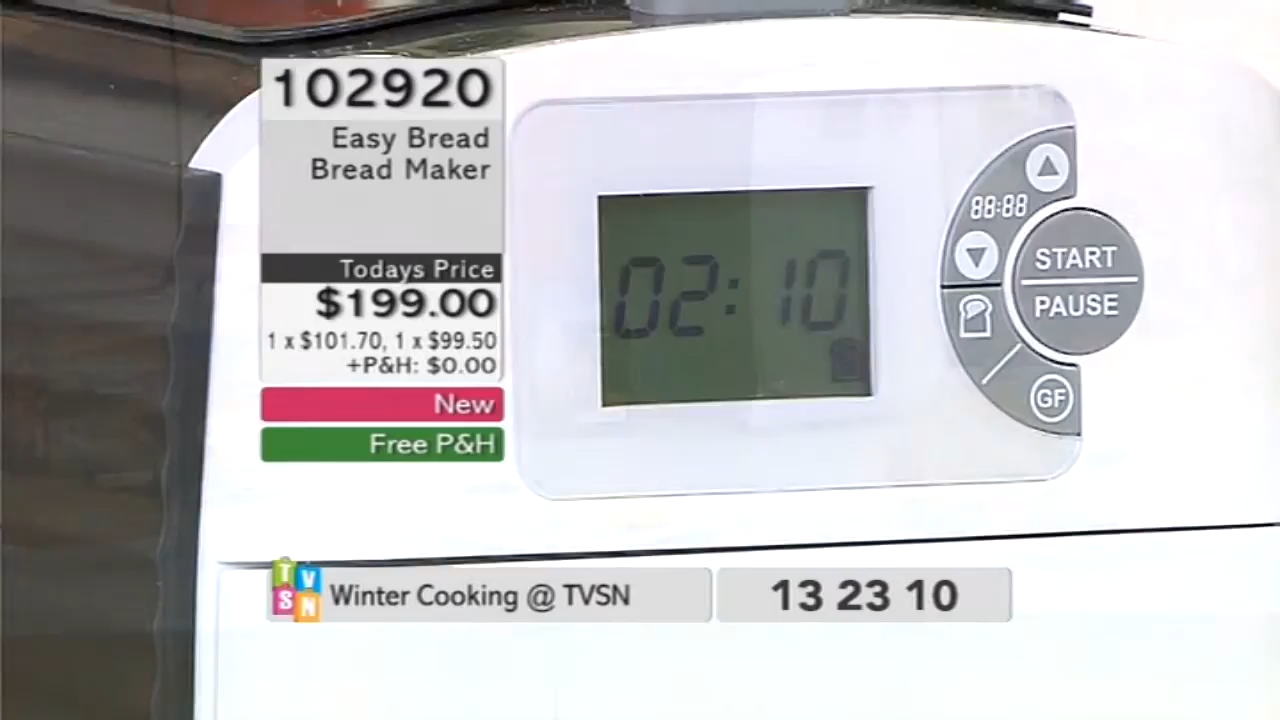 102920
Easy Bread
Bread Maker
Todays Price
$199.00
1 x $101.70, 1 x $99.50
+P&H: $0.00
New
Free P&H
02:10
88:88
START
PAUSE
GF
TVSN
Winter Cooking @ TVSN
13 23 10